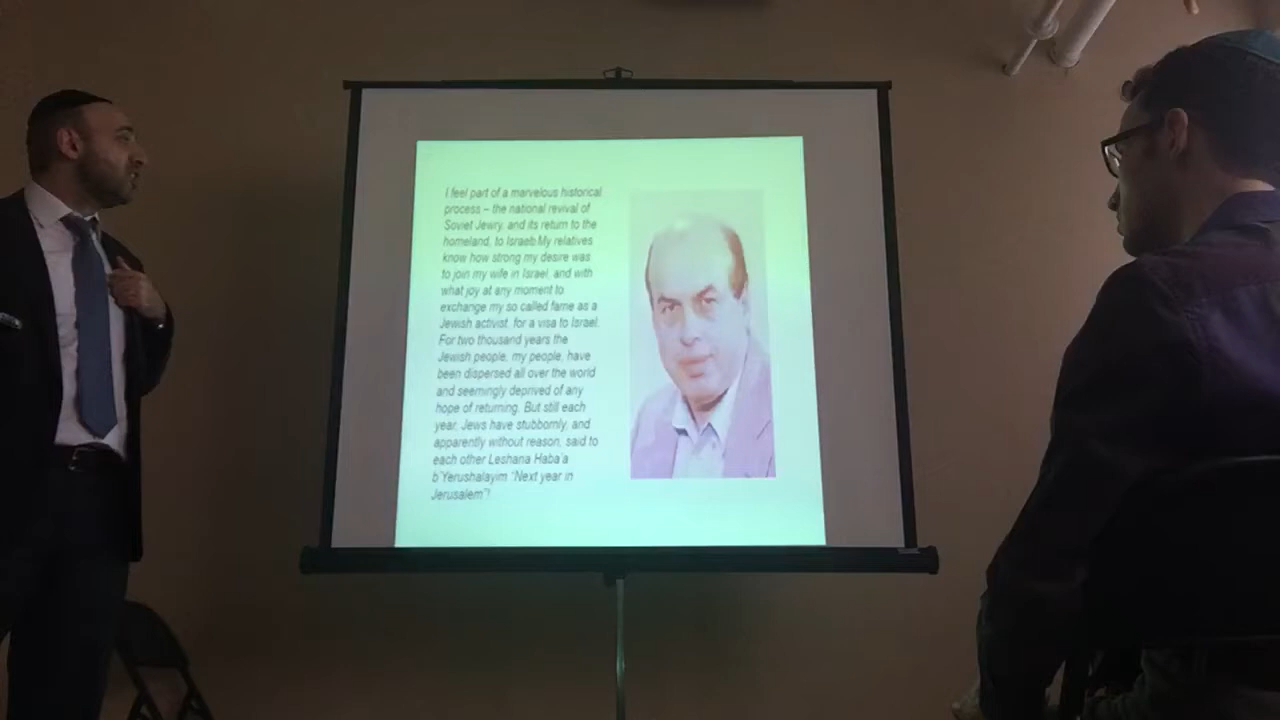 I feel part of a marvelous historical
process – the national revival of
Soviet Jewry, and its return to the
homeland, to Israel. My relatives
know how strong my desire was
to join my wife in Israel, and with
what joy at any moment to
exchange my so called fame as a
Jewish activist, for a visa to Israel.
For two thousand years the
Jewish people, my people, have
been dispersed all over the world
and seemingly deprived of any
hope of returning. But still each
year, Jews have stubbornly, and
apparently without reason, said to
each other Leshana Haba'a
b'Yerushalayim "Next year in
Jerusalem"!